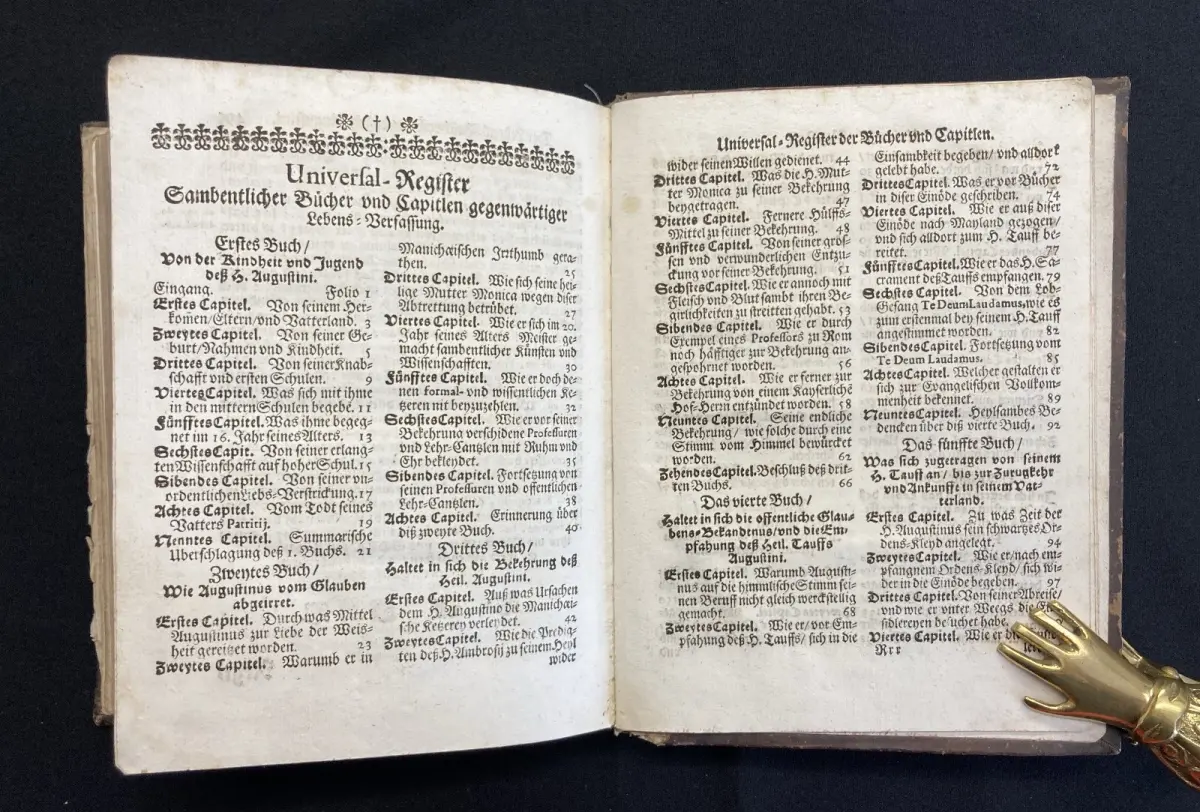 (†)
Universal-Register
Sambentlicher Bücher vnd Capitlen gegenwärtiger
Lebens-Verfassung.
Erstes Buch/
Von der Kindheit vnd Jugend
deß H. Augustini.
Eingang. Folio 1
Erstes Capitel. Von seinem Her-
komen/Eltern/vnd Vatterland. 3
Zweytes Capitel. Von seiner Ge-
burt/Nahmen vnd Kindheit. 5
Drittes Capitel. Von seiner Knab-
schafft vnd ersten Schulen. 9
Viertes Capitel. Was sich mit ihme
in den mittern Schulen begebē. 11
Fünfftes Capitel. Was ihme begeg-
net im 16. Jahr seines Alters. 13
Sechstes Capit. Von seiner erlang-
ten Wissenschafft auf hoher Schul. 15
Sibendes Capitel. Von seiner vn-
ordentlichen Liebs-Verstrickung. 17
Achtes Capitel. Vom Todt seines
Vatters Patritij. 19
Nenntes Capitel. Summarische
Uberschlagung deß 1. Buchs. 21
Zweytes Buch/
Wie Augustinus vom Glauben
abgeirret.
Erstes Capitel. Durch was Mittel
Augustinus zur Liebe der Weis-
heit gereitzet worden. 23
Zweytes Capitel. Warumb er in
Manichäischen Irthumb gera-
then. 25
Drittes Capitel. Wie sich seine hei-
lige Mutter Monica wegen diser
Abtrettung betrübet. 27
Viertes Capitel. Wie er sich im 20.
Jahr seines Alters Meister ge-
macht sambentlicher Künsten vnd
Wissenschafften. 30
Fünfftes Capitel. Wie er doch de-
nen formal- vnd wissentlichen Ke-
tzeren nit beyzuzehlen. 32
Sechstes Capitel. Wie er vor seiner
Bekehrung verschidene Professuren
vnd Lehr-Cantzlen mit Ruhm vnd
Ehr bekleydet. 35
Sibendes Capitel. Fortsetzung von
seinen Professuren vnd offentlichen
Lehr-Cantzlen. 38
Achtes Capitel. Erinnerung über
diß zweyte Buch. 40
Drittes Buch/
Haltet in sich die Bekehrung deß
Heil. Augustini.
Erstes Capitel. Auß was Ursachen
dem H. Augustino die Manichäi-
sche Ketzerey verleydet. 42
Zweytes Capitel. Wie die Predig-
ten deß H. Ambrosij zu seinem Heyl
wider
Universal-Register der Bücher vnd Capitlen.
wider seinen Willen gedienet. 44
Drittes Capitel. Was die H. Mut-
ter Monica zu seiner Bekehrung
beygetragen. 47
Viertes Capitel. Fernere Hülffs-
Mittel zu seiner Bekehrung. 48
Fünfftes Capitel. Von seiner gros-
sen vnd verwunderlichen Entzu-
ckung vor seiner Bekehrung. 51
Sechstes Capitel. Wie er annoch mit
Fleisch vnd Blut sambt ihren Be-
girlichkeiten zu streitten gehabt. 53
Sibendes Capitel. Wie er durch
Exempel eines Professors zu Rom
noch häfftiger zur Bekehrung an-
gespohrnet worden. 56
Achtes Capitel. Wie er ferner zur
Bekehrung von einem Kayserliche
Hof-Herrn entzündet worden. 58
Neuntes Capitel. Seine endliche
Bekehrung/ wie solche durch eine
Stimm vom Himmel bewürcket
worden. 62
Zehendes Capitel. Beschluß deß drit-
ten Buchs. 66
Das vierte Buch/
Haltet in sich die offentliche Glau-
bens-Bekandtnus/vnd die Em-
pfahung deß Heil. Tauffs
Augustini.
Erstes Capitel. Warumb Augusti-
nus auf die himmlische Stimm sei-
nen Beruff nicht gleich werckstellig
gemacht. 68
Zweytes Capitel. Wie er/ vor Em-
pfahung deß H. Tauffs/ sich in die
Einsambkeit begeben/ vnd alldort
gelebt habe. 72
Drittes Capitel. Was er vor Bücher
in diser Einöde geschriben. 74
Viertes Capitel. Wie er auß diser
Einöde nach Mayland gezogen/
vnd sich alldort zum H. Tauff be-
reitet. 77
Fünfftes Capitel. Wie er das H. Sa-
crament deß Tauffs empfangen. 79
Sechstes Capitel. Von dem Lob-
Gesang Te Deum Laudamus, wie es
zum erstenmal bey seinem H. Tauff
angestimmet worden. 82
Sibendes Capitel. Fortsetzung vom
Te Deum Laudamus. 85
Achtes Capitel. Welcher gestalten er
sich zur Evangelischen Vollkom-
menheit bekennet. 89
Neuntes Capitel. Heylsambes Be-
dencken über diß vierte Buch. 92
Das fünffte Buch/
Was sich zugetragen von seinem
H. Tauff an/ bis zur Zuruckkehr
vnd Ankunffte in seinem Vat-
terland.
Erstes Capitel. Zu was Zeit der
H. Augustinus sein schwartzes Or-
dens-Kleyd angelegt. 94
Zweytes Capitel. Wie er/nach em-
pfangnem Ordens-Kleyd/ sich wi-
der in die Einöde begeben. 97
Drittes Capitel. Von seiner Abreise/
vnd wie er vnter Weegs die
sidlereyen besuchet habe.
Viertes Capitel. Wie er die
Rrr